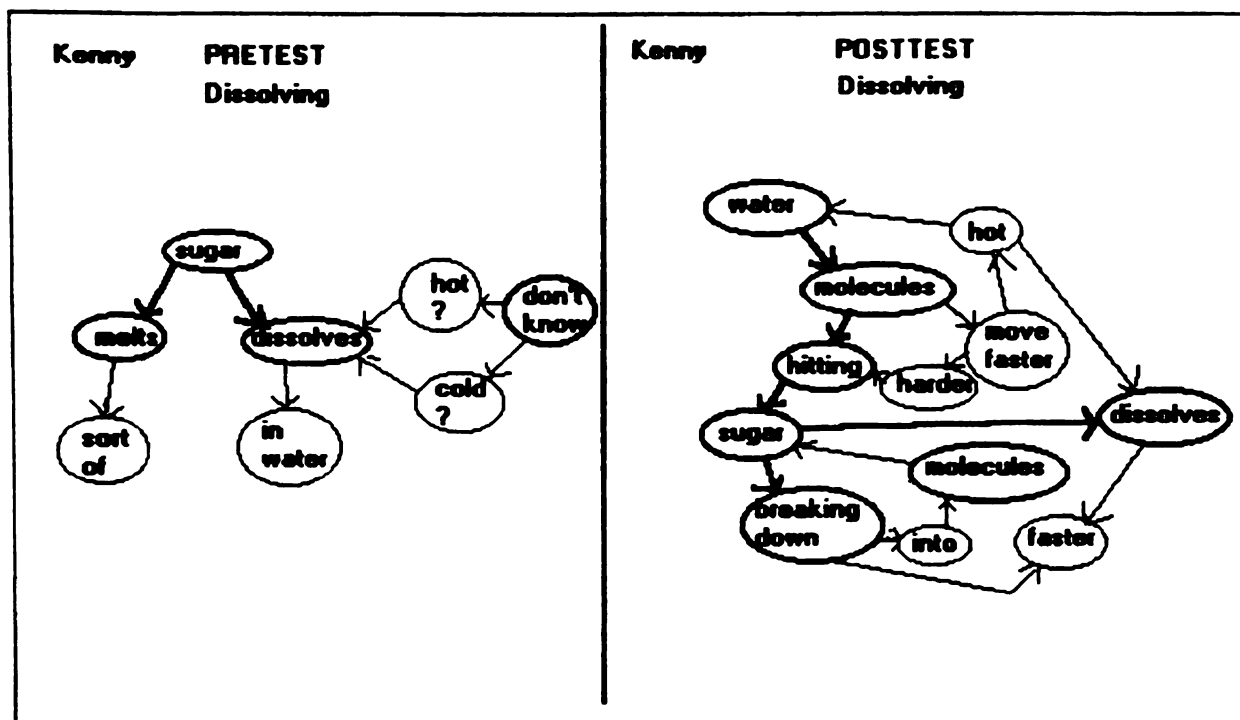 Kenny PRETEST
Dissolving
sugar
hot
?
don't
know
melts
dissolves
cold
?
sort
of
in
water
Kenny POSTTEST
Dissolving
water
hot
molecules
move
faster
hitting
harder
dissolves
sugar
molecules
breaking
down
into
faster